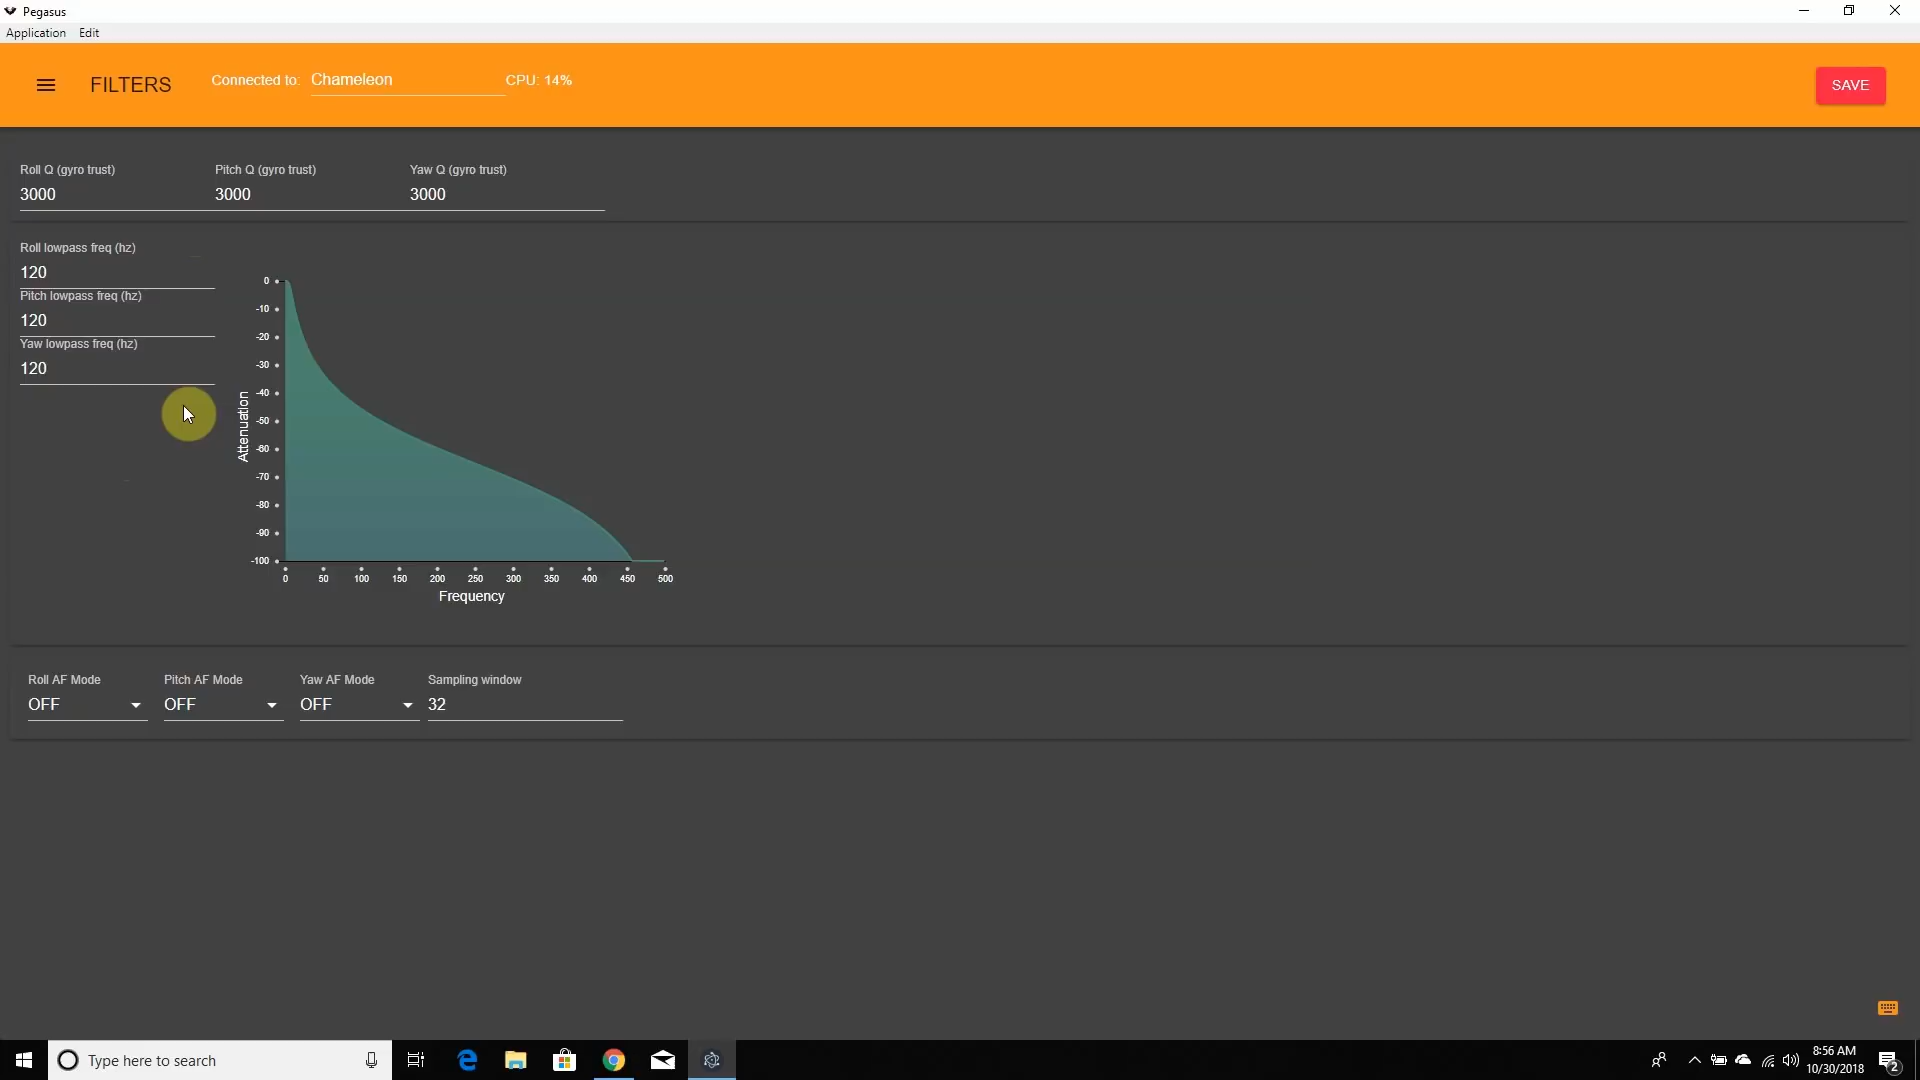 Pegasus
Application Edit
FILTERS Connected to: Chameleon CPU: 14% SAVE
Roll Q (gyro trust) Pitch Q (gyro trust) Yaw Q (gyro trust)
3000 3000 3000
Roll lowpass freq (hz)
120
Pitch lowpass freq (hz)
120
Yaw lowpass freq (hz)
120
Attenuation
0
-10
-20
-30
-40
-50
-60
-70
-80
-90
-100
0 50 100 150 200 250 300 350 400 450 500
Frequency
Roll AF Mode Pitch AF Mode Yaw AF Mode Sampling window
OFF OFF OFF 32
Type here to search
8:56 AM
10/30/2018
2